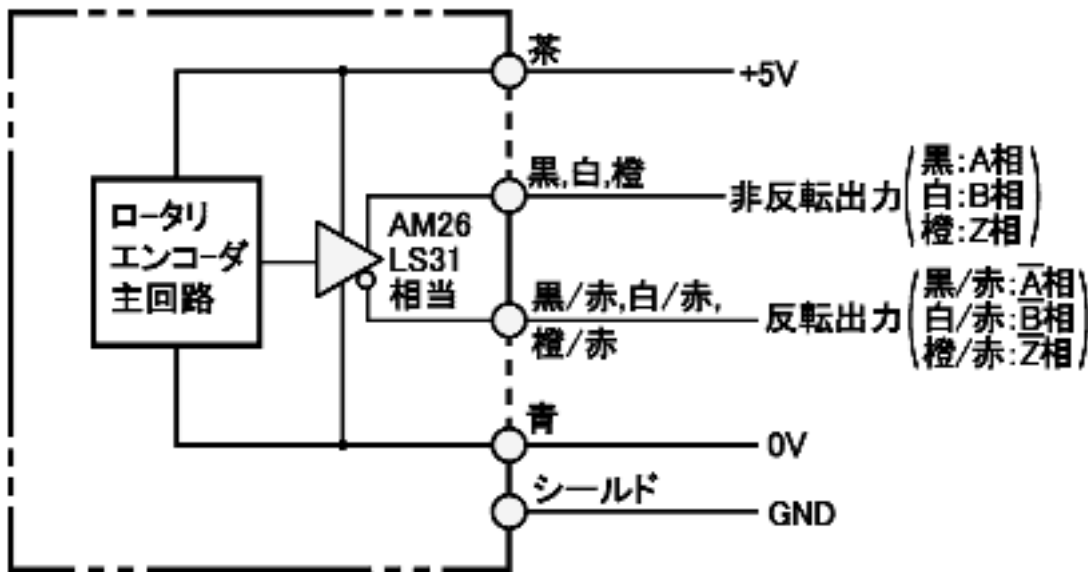 茶
+5V
黒,白,橙
非反転出力
黒:A相
白:B相
橙:Z相
ロータリ
エンコーダ
主回路
AM26
LS31
相当
黒/赤,白/赤,
橙/赤
反転出力
黒/赤:A̅相
白/赤:B̅相
橙/赤:Z̅相
青
0V
シールド
GND